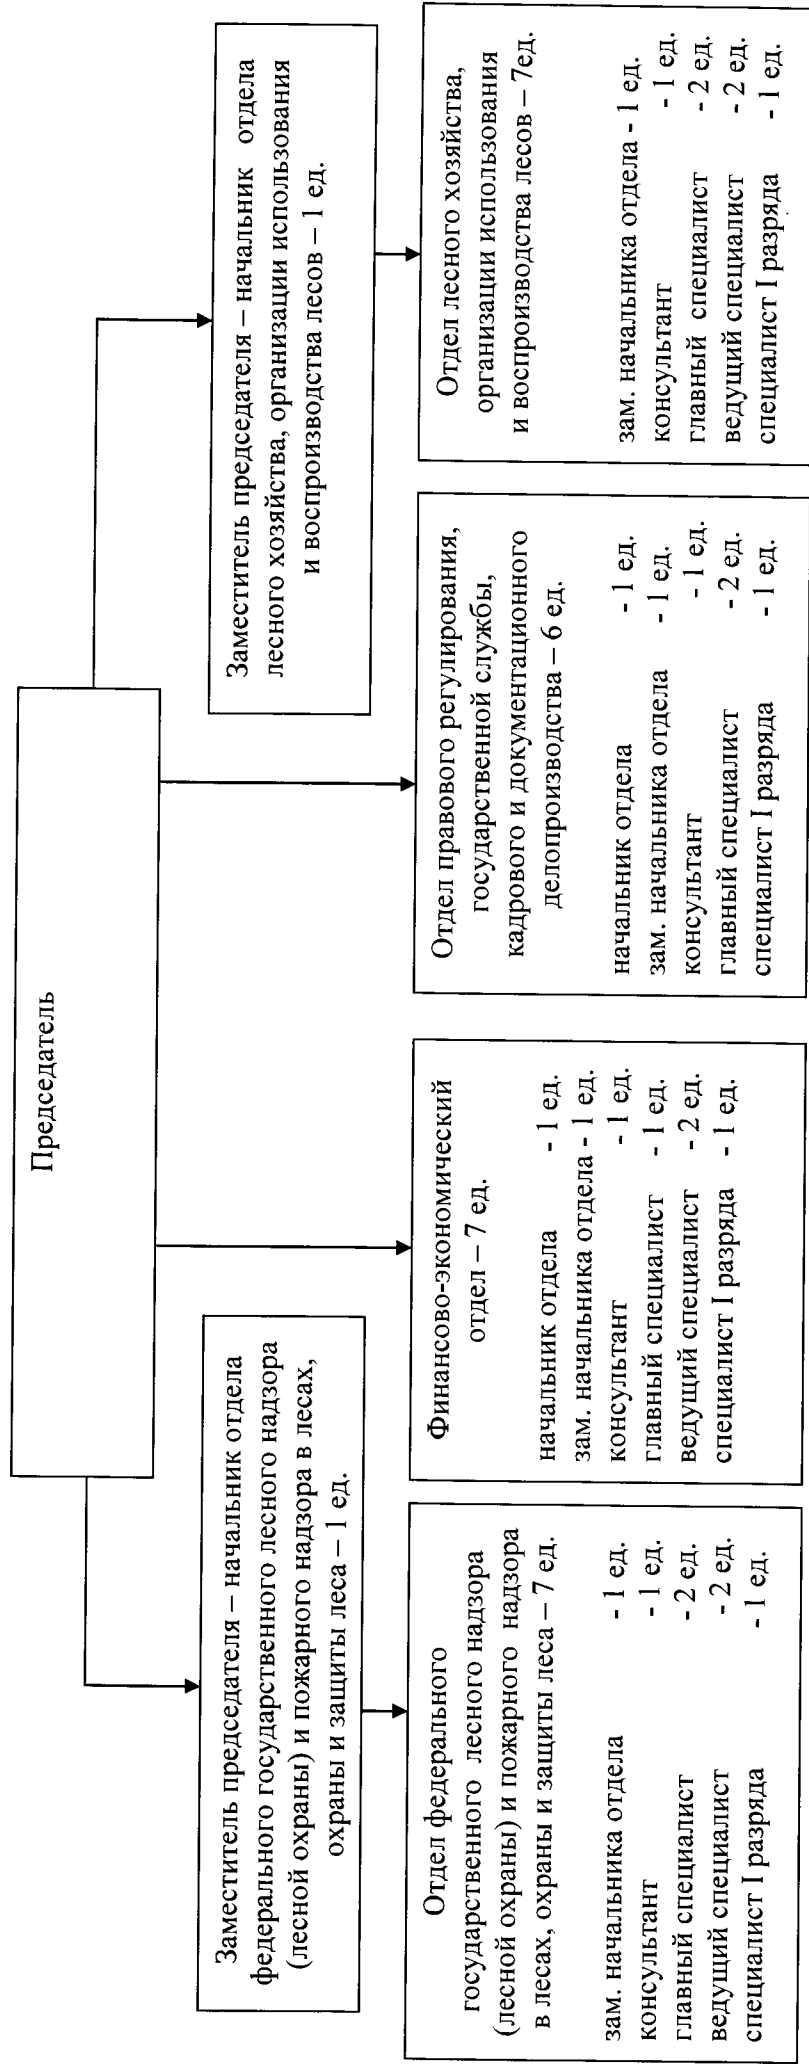 Председатель
Заместитель председателя – начальник отдела
федерального государственного лесного надзора
(лесной охраны) и пожарного надзора в лесах,
охраны и защиты леса – 1 ед.
Заместитель председателя – начальник отдела
лесного хозяйства, организации использования
и воспроизводства лесов – 1 ед.
Отдел федерального
государственного лесного надзора
(лесной охраны) и пожарного надзора
в лесах, охраны и защиты леса – 7 ед.
зам. начальника отдела - 1 ед.
консультант - 1 ед.
главный специалист - 2 ед.
ведущий специалист - 2 ед.
специалист I разряда - 1 ед.
Финансово-экономический
отдел – 7 ед.
начальник отдела - 1 ед.
зам. начальника отдела - 1 ед.
консультант - 1 ед.
главный специалист - 1 ед.
ведущий специалист - 2 ед.
специалист I разряда - 1 ед.
Отдел правового регулирования,
государственной службы,
кадрового и документационного
делопроизводства – 6 ед.
начальник отдела - 1 ед.
зам. начальника отдела - 1 ед.
консультант - 1 ед.
главный специалист - 2 ед.
специалист I разряда - 1 ед.
Отдел лесного хозяйства,
организации использования
и воспроизводства лесов – 7ед.
зам. начальника отдела - 1 ед.
консультант - 1 ед.
главный специалист - 2 ед.
ведущий специалист - 2 ед.
специалист I разряда - 1 ед.